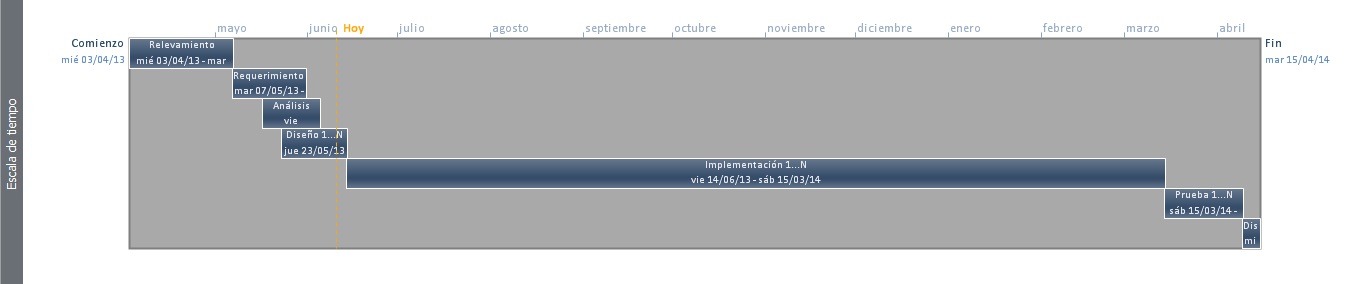 Escala de tiempo
mayo junio Hoy julio agosto septiembre octubre noviembre diciembre enero febrero marzo abril
Comienzo
mié 03/04/13
Fin
mar 15/04/14
Relevamiento
mié 03/04/13 - mar
Requerimiento
mar 07/05/13 -
Análisis
vie
Diseño 1...N
jue 23/05/13
Implementación 1...N
vie 14/06/13 - sáb 15/03/14
Prueba 1...N
sáb 15/03/14 -
Dis
mi